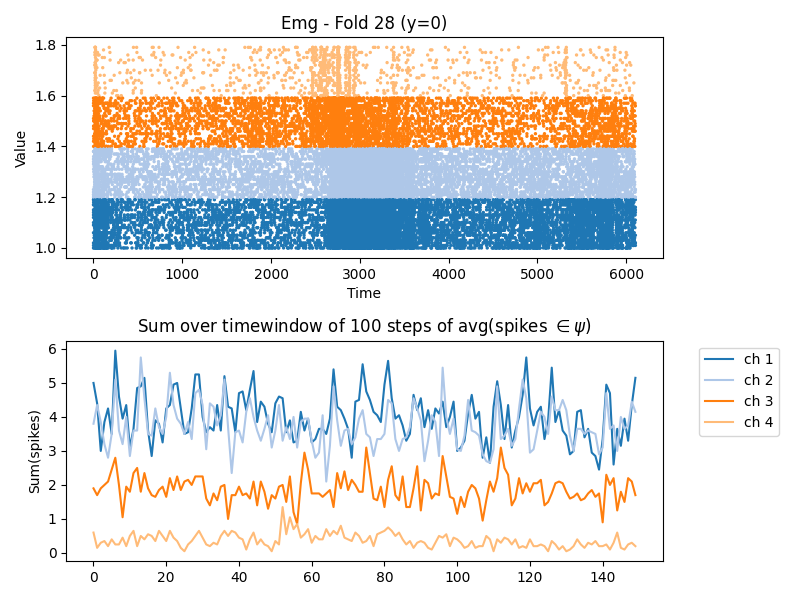 Emg - Fold 28 (y=0)
1.8
1.6
1.4
1.2
1.0
Value
0 1000 2000 3000 4000 5000 6000
Time
Sum over timewindow of 100 steps of avg(spikes ∈ψ)
6
5
4
3
2
1
0
Sum(spikes)
0 20 40 60 80 100 120 140
ch 1
ch 2
ch 3
ch 4